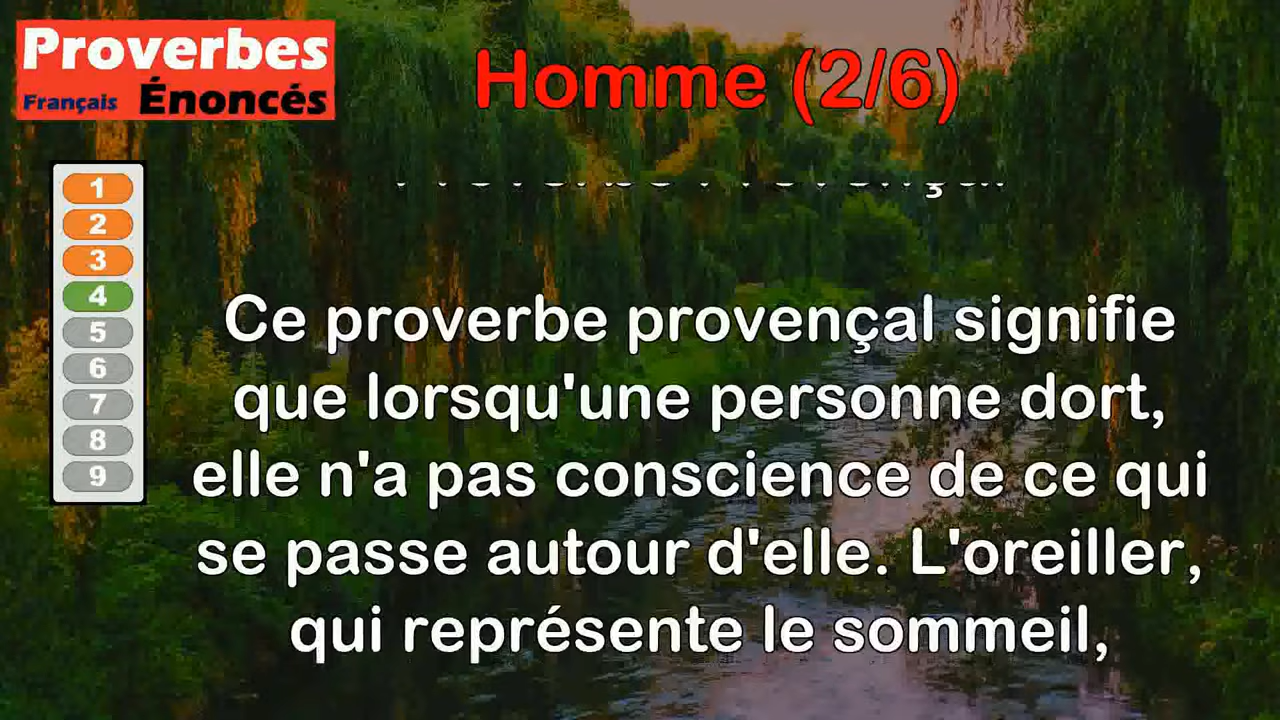 Proverbes
Français Énoncés
Homme (2/6)
1
2
3
4
5
6
7
8
9
Ce proverbe provençal signifie
que lorsqu'une personne dort,
elle n'a pas conscience de ce qui
se passe autour d'elle. L'oreiller,
qui représente le sommeil,